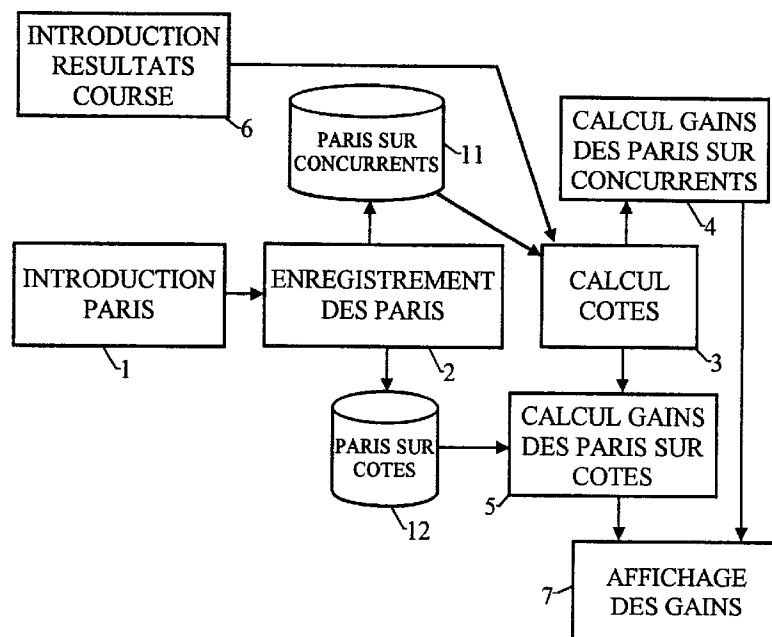 INTRODUCTION
RESULTATS
COURSE
6
PARIS SUR
CONCURRENTS
11
CALCUL GAINS
DES PARIS SUR
CONCURRENTS
4
INTRODUCTION
PARIS
1
ENREGISTREMENT
DES PARIS
2
CALCUL
COTES
3
PARIS SUR
COTES
12
CALCUL GAINS
DES PARIS SUR
COTES
5
7
AFFICHAGE
DES GAINS